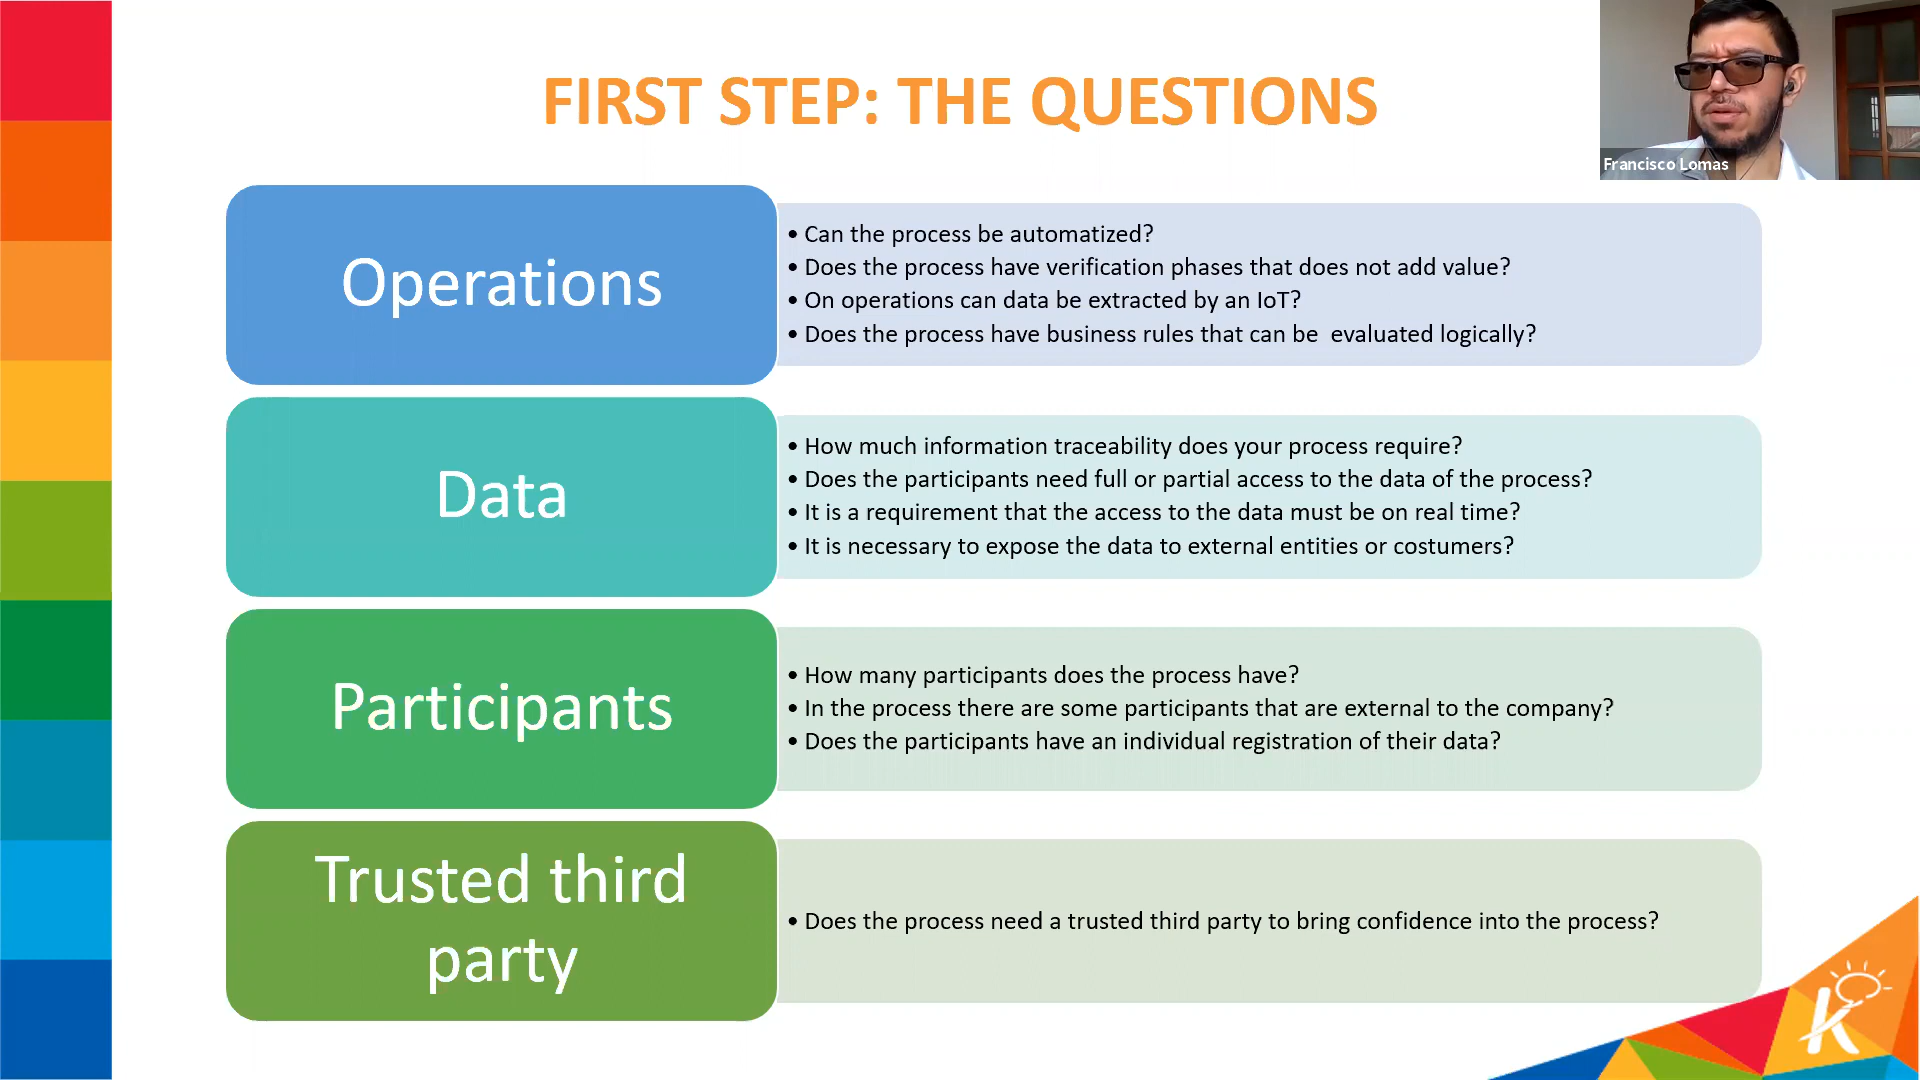 FIRST STEP: THE QUESTIONS
Francisco Lomas
Operations
• Can the process be automatized?
• Does the process have verification phases that does not add value?
• On operations can data be extracted by an IoT?
• Does the process have business rules that can be  evaluated logically?
Data
• How much information traceability does your process require?
• Does the participants need full or partial access to the data of the process?
• It is a requirement that the access to the data must be on real time?
• It is necessary to expose the data to external entities or costumers?
Participants
• How many participants does the process have?
• In the process there are some participants that are external to the company?
• Does the participants have an individual registration of their data?
Trusted third
party
• Does the process need a trusted third party to bring confidence into the process?
K